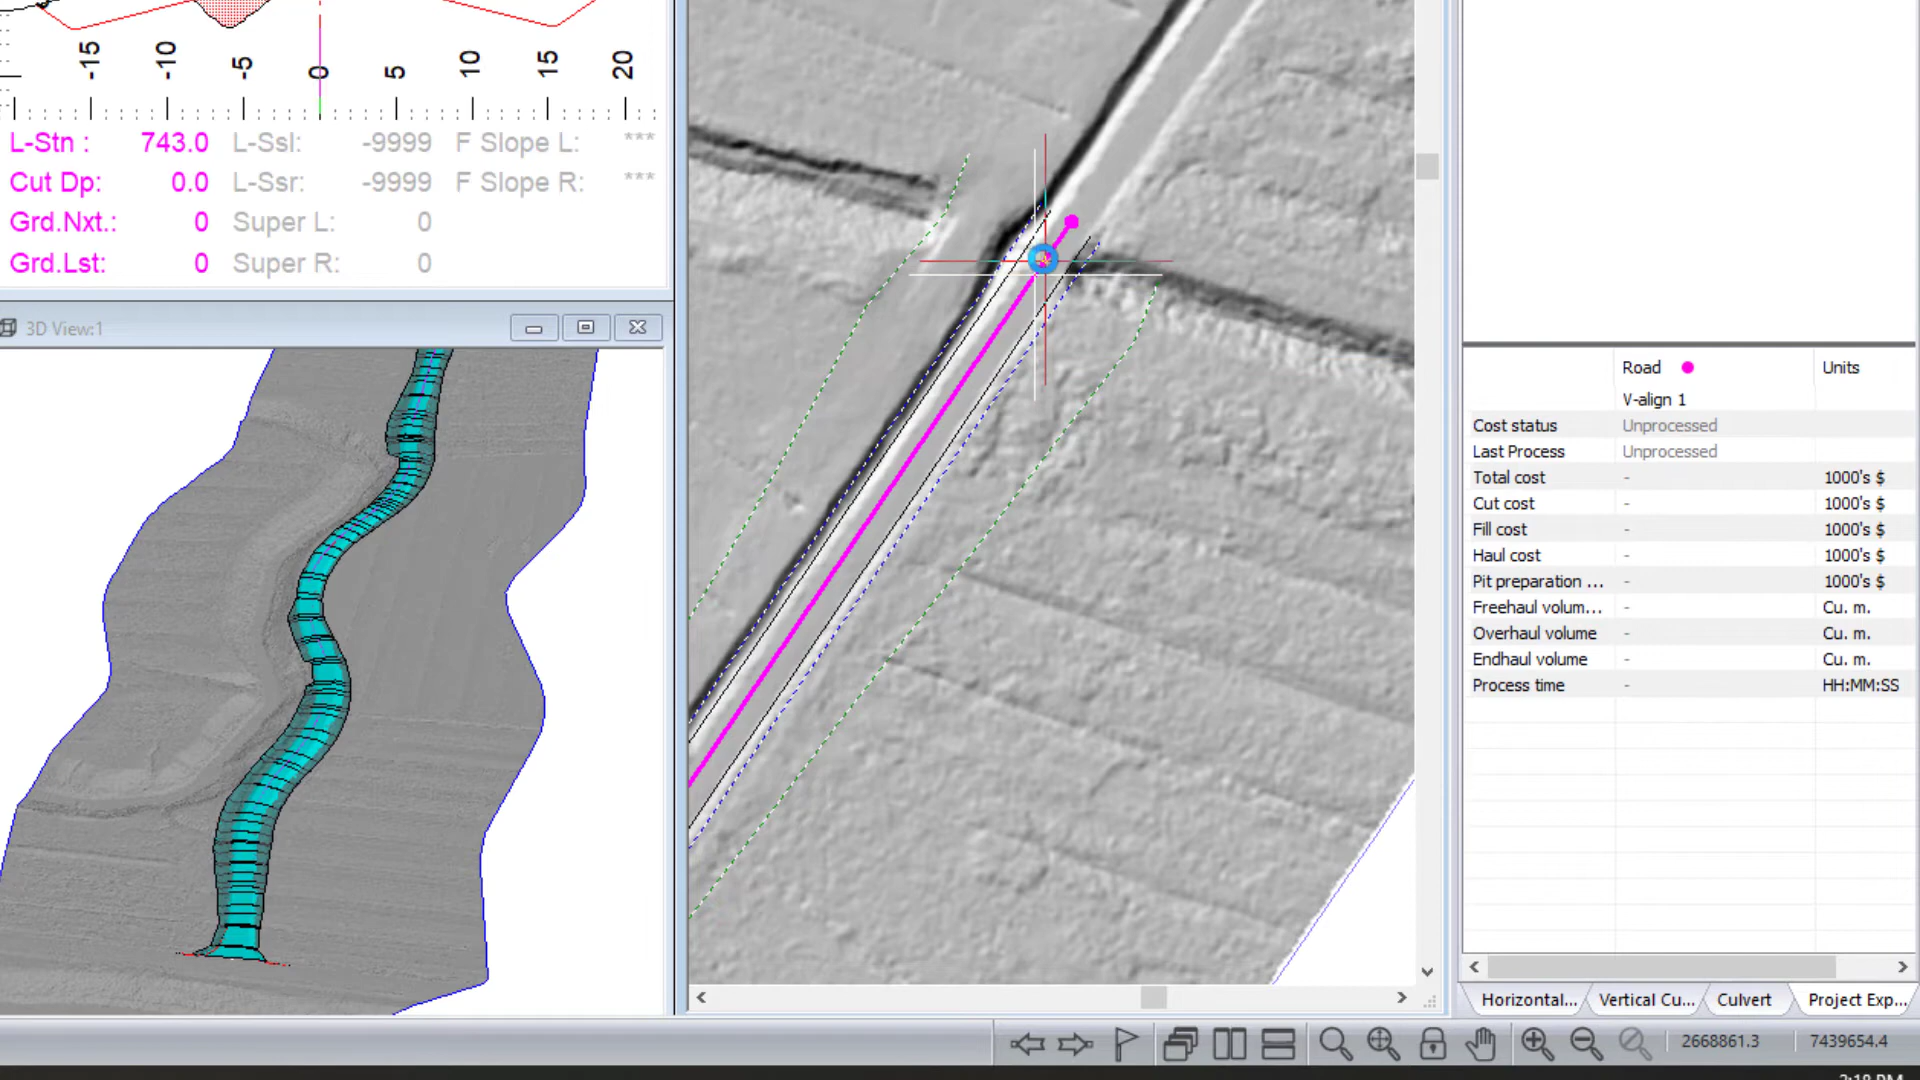 -15 -10 -5 0 5 10 15 20
L-Stn : 743.0 L-Ssl: -9999 F Slope L: ***
Cut Dp: 0.0 L-Ssr: -9999 F Slope R: ***
Grd.Nxt.: 0 Super L: 0
Grd.Lst: 0 Super R: 0
3D View:1
Road Units
V-align 1
Cost status Unprocessed
Last Process Unprocessed
Total cost - 1000's $
Cut cost - 1000's $
Fill cost - 1000's $
Haul cost - 1000's $
Pit preparation ... - 1000's $
Freehaul volum... - Cu. m.
Overhaul volume - Cu. m.
Endhaul volume - Cu. m.
Process time - HH:MM:SS
Horizontal... Vertical Cu... Culvert Project Exp...
2668861.3 7439654.4